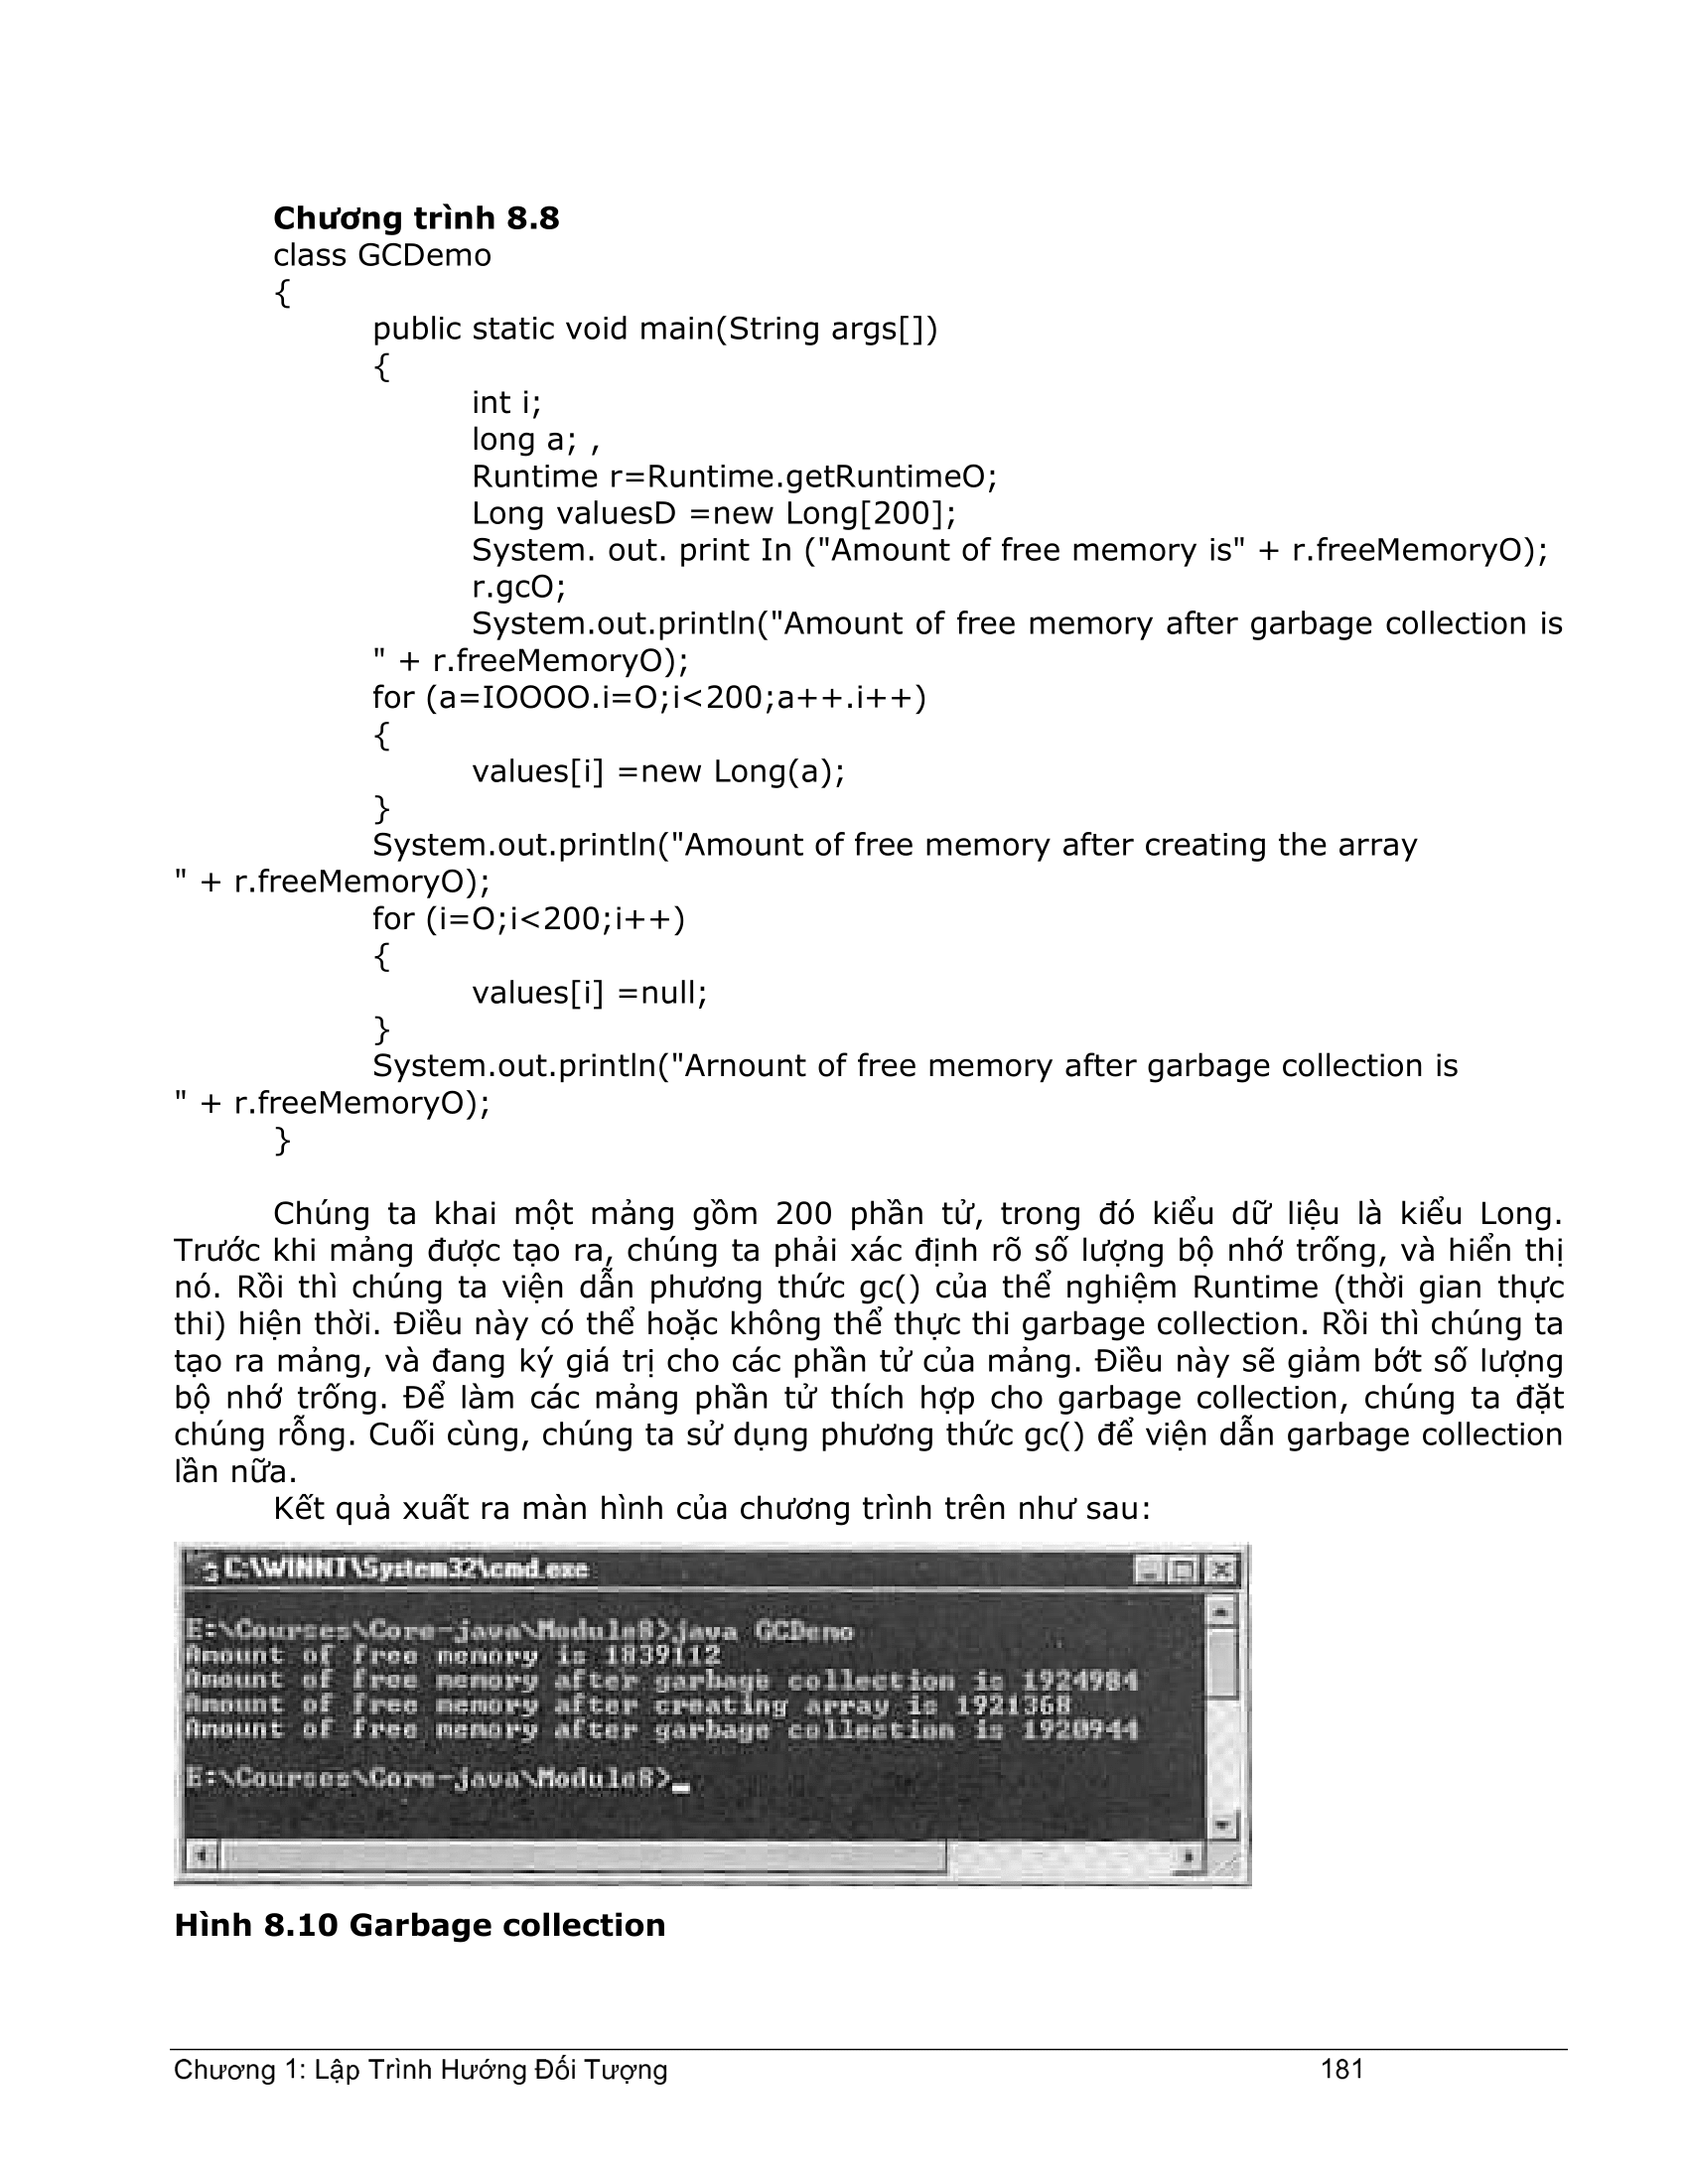 Chương trình 8.8
class GCDemo
{
public static void main(String args[])
{
int i;
long a; ,
Runtime r=Runtime.getRuntimeO;
Long valuesD =new Long[200];
System. out. print In ("Amount of free memory is" + r.freeMemoryO);
r.gcO;
System.out.println("Amount of free memory after garbage collection is
" + r.freeMemoryO);
for (a=IOOOO.i=O;i<200;a++.i++)
{
values[i] =new Long(a);
}
System.out.println("Amount of free memory after creating the array
" + r.freeMemoryO);
for (i=O;i<200;i++)
{
values[i] =null;
}
System.out.println("Arnount of free memory after garbage collection is
" + r.freeMemoryO);
}
Chúng ta khai một mảng gồm 200 phần tử, trong đó kiểu dữ liệu là kiểu Long.
Trước khi mảng được tạo ra, chúng ta phải xác định rõ số lượng bộ nhớ trống, và hiển thị
nó. Rồi thì chúng ta viện dẫn phương thức gc() của thể nghiệm Runtime (thời gian thực
thi) hiện thời. Điều này có thể hoặc không thể thực thi garbage collection. Rồi thì chúng ta
tạo ra mảng, và đang ký giá trị cho các phần tử của mảng. Điều này sẽ giảm bớt số lượng
bộ nhớ trống. Để làm các mảng phần tử thích hợp cho garbage collection, chúng ta đặt
chúng rỗng. Cuối cùng, chúng ta sử dụng phương thức gc() để viện dẫn garbage collection
lần nữa.
Kết quả xuất ra màn hình của chương trình trên như sau:
C:\WINNT\System32\cmd.exe
E:\Courses\Core-java\Module8>java GCDemo
Amount of free memory is 1839112
Amount of free memory after garbage collection is 1924984
Amount of free memory after creating array is 1921368
Amount of free memory after garbage collection is 1920944
E:\Courses\Core-java\Module8>
Hình 8.10 Garbage collection
Chương 1: Lập Trình Hướng Đối Tượng 181